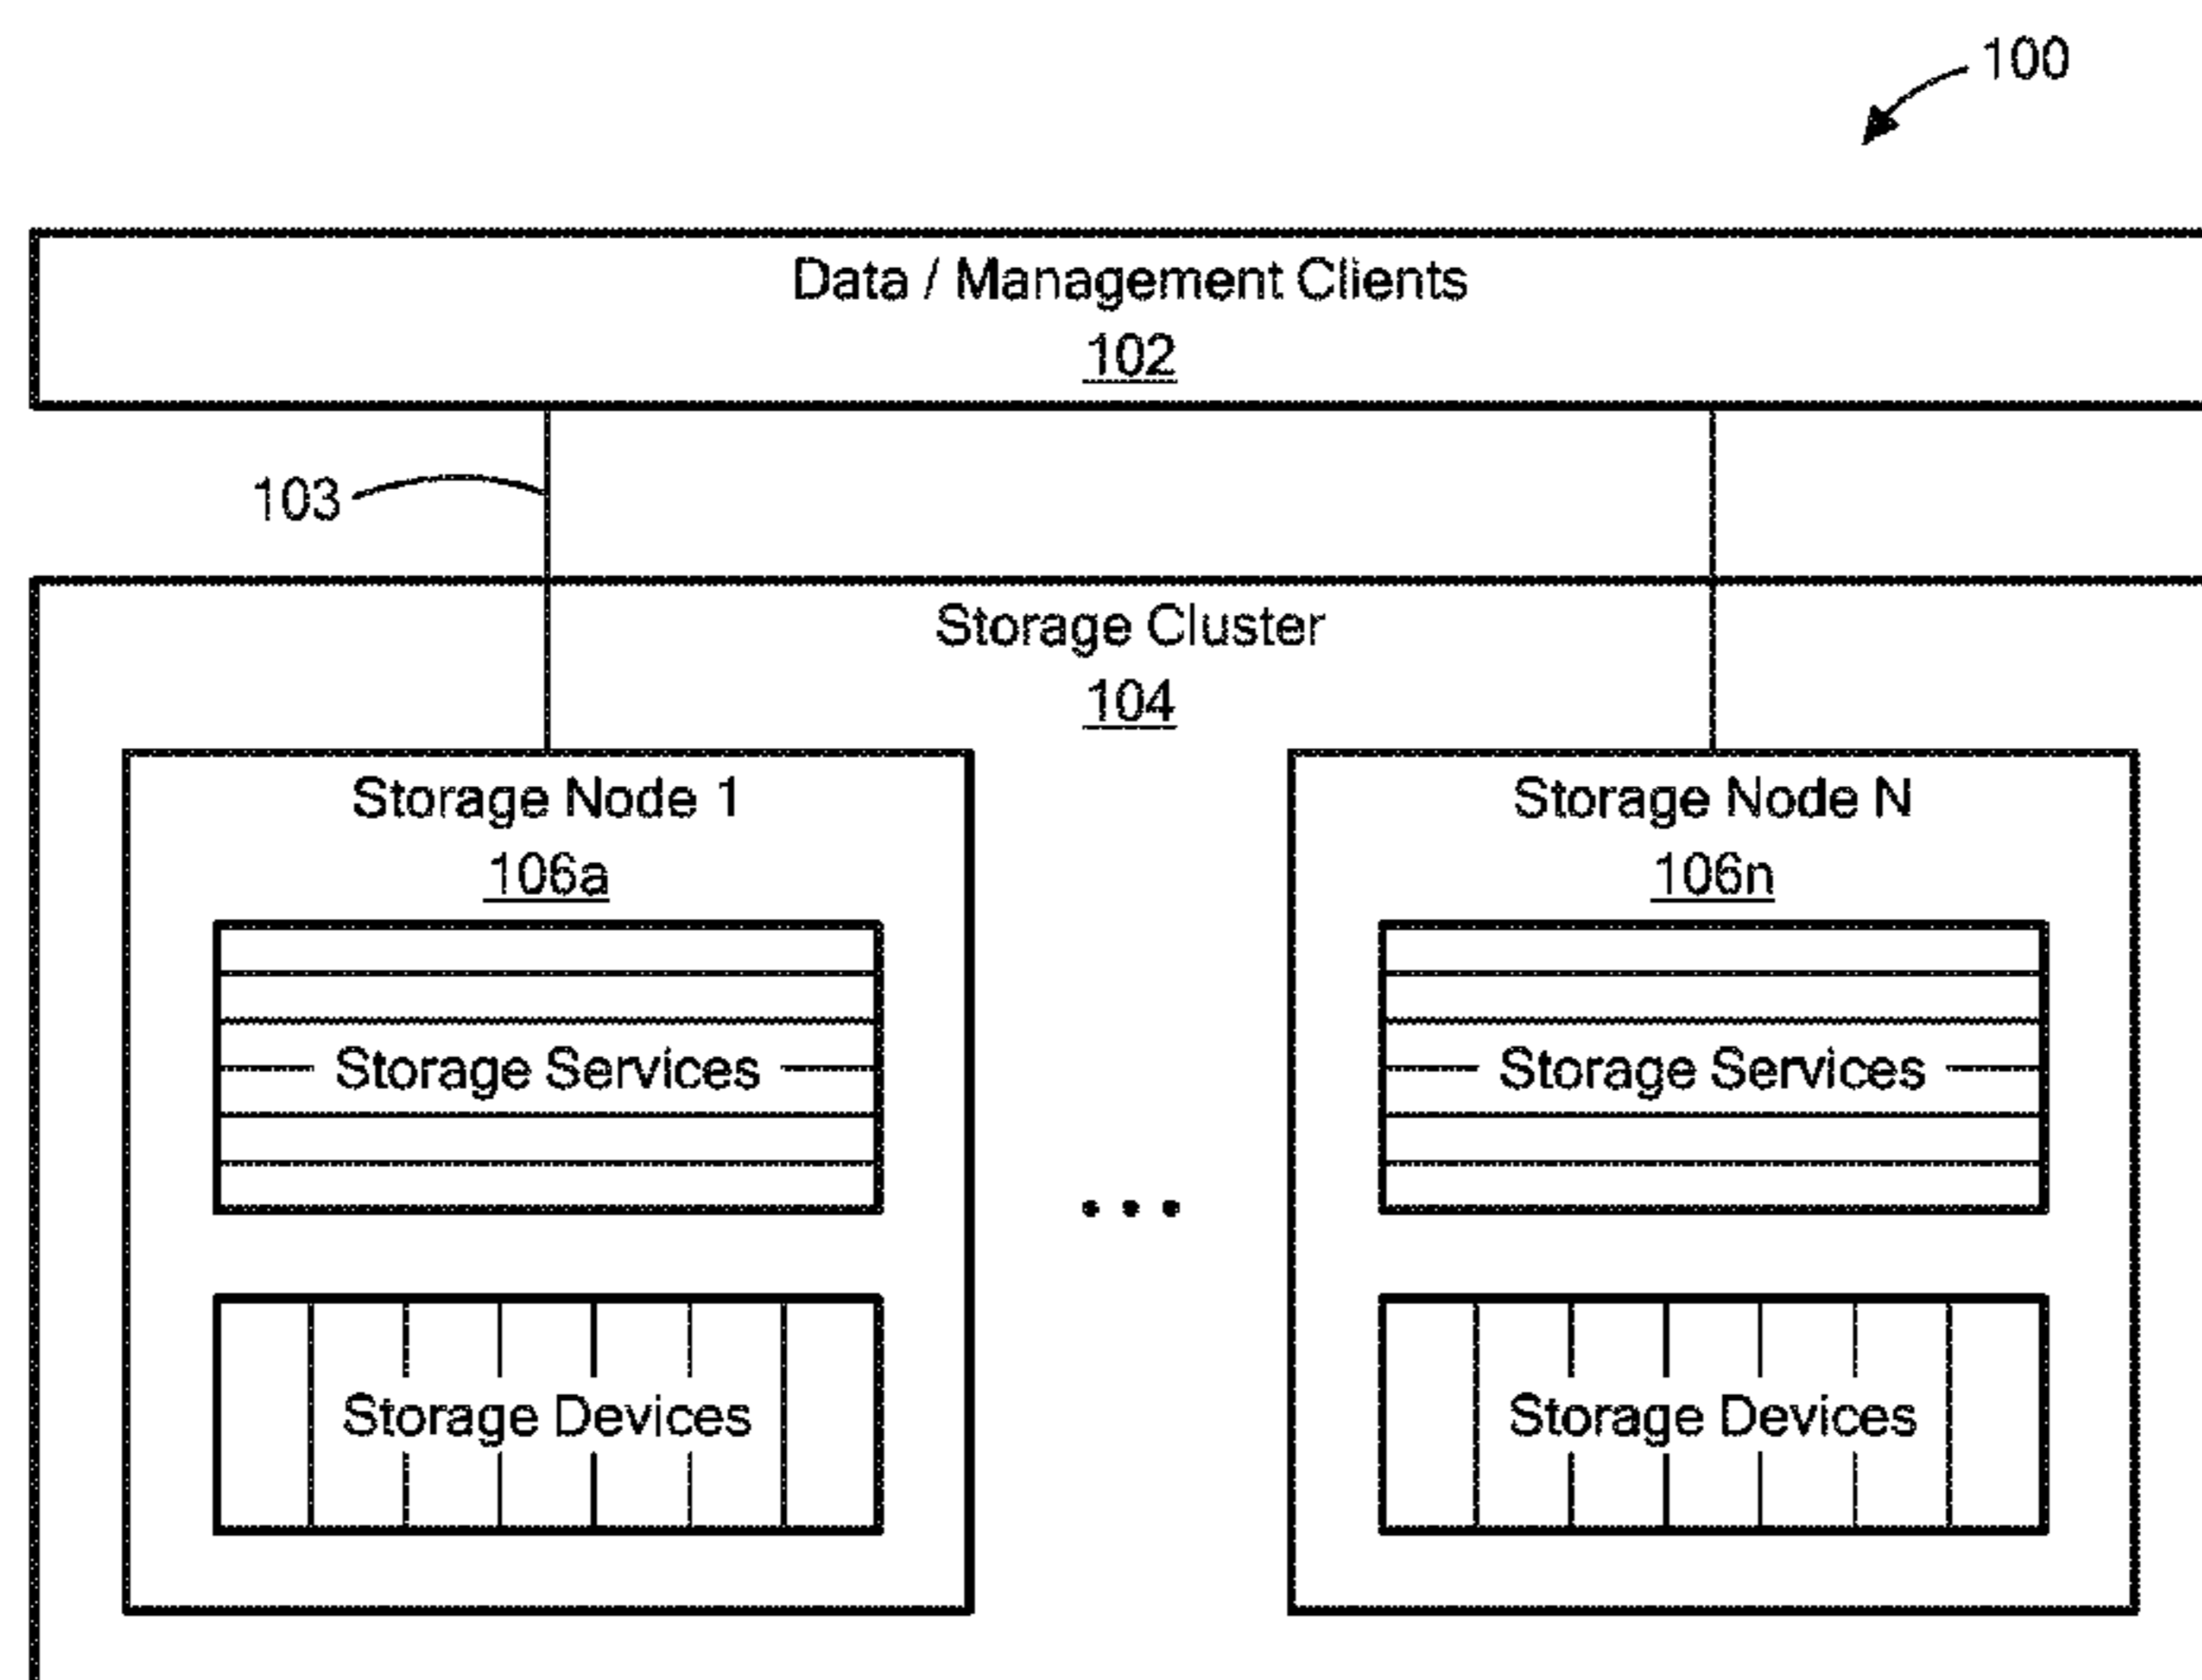 100
Data / Management Clients
102
103
Storage Cluster
104
Storage Node 1
106a
Storage Services
Storage Devices
...
Storage Node N
106n
Storage Services
Storage Devices